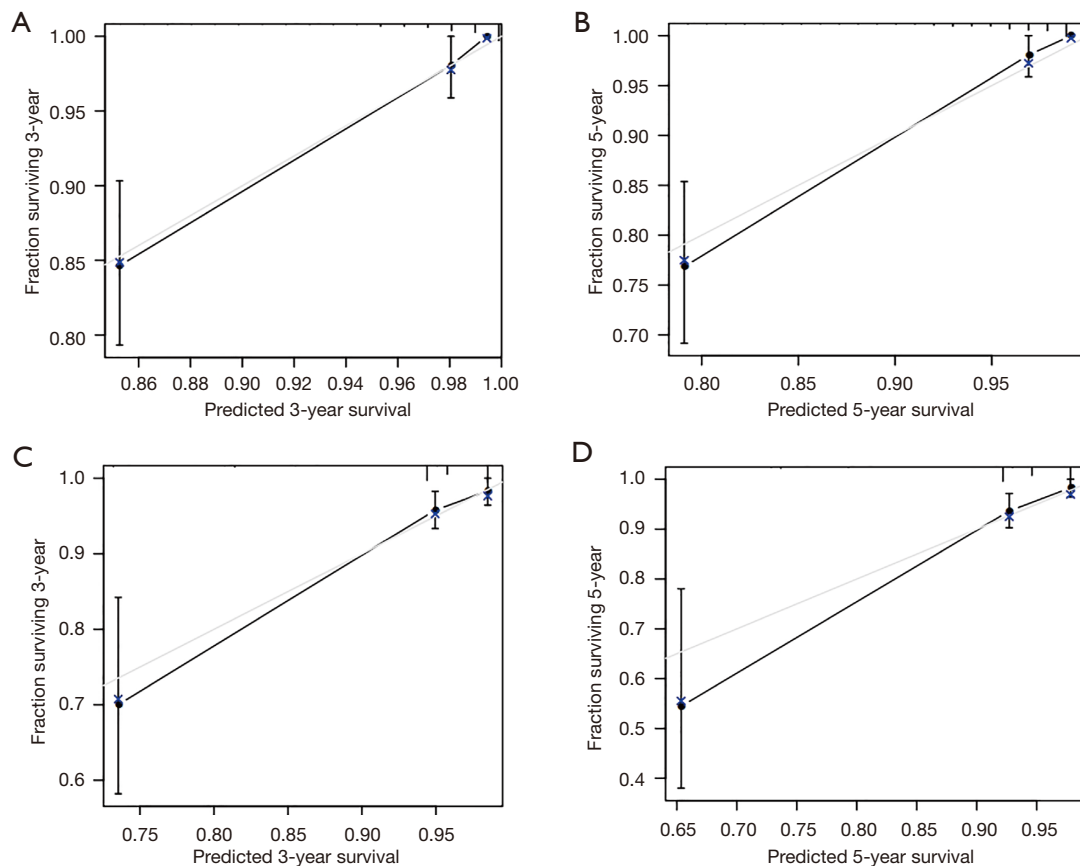 A
1.00
0.95
0.90
0.85
0.80
Fraction surviving 3-year
0.86 0.88 0.90 0.92 0.94 0.96 0.98 1.00
Predicted 3-year survival
B
1.00
0.95
0.90
0.85
0.80
0.75
0.70
Fraction surviving 5-year
0.80 0.85 0.90 0.95
Predicted 5-year survival
C
1.0
0.9
0.8
0.7
0.6
Fraction surviving 3-year
0.75 0.80 0.85 0.90 0.95
Predicted 3-year survival
D
1.0
0.9
0.8
0.7
0.6
0.5
0.4
Fraction surviving 5-year
0.65 0.70 0.75 0.80 0.85 0.90 0.95
Predicted 5-year survival